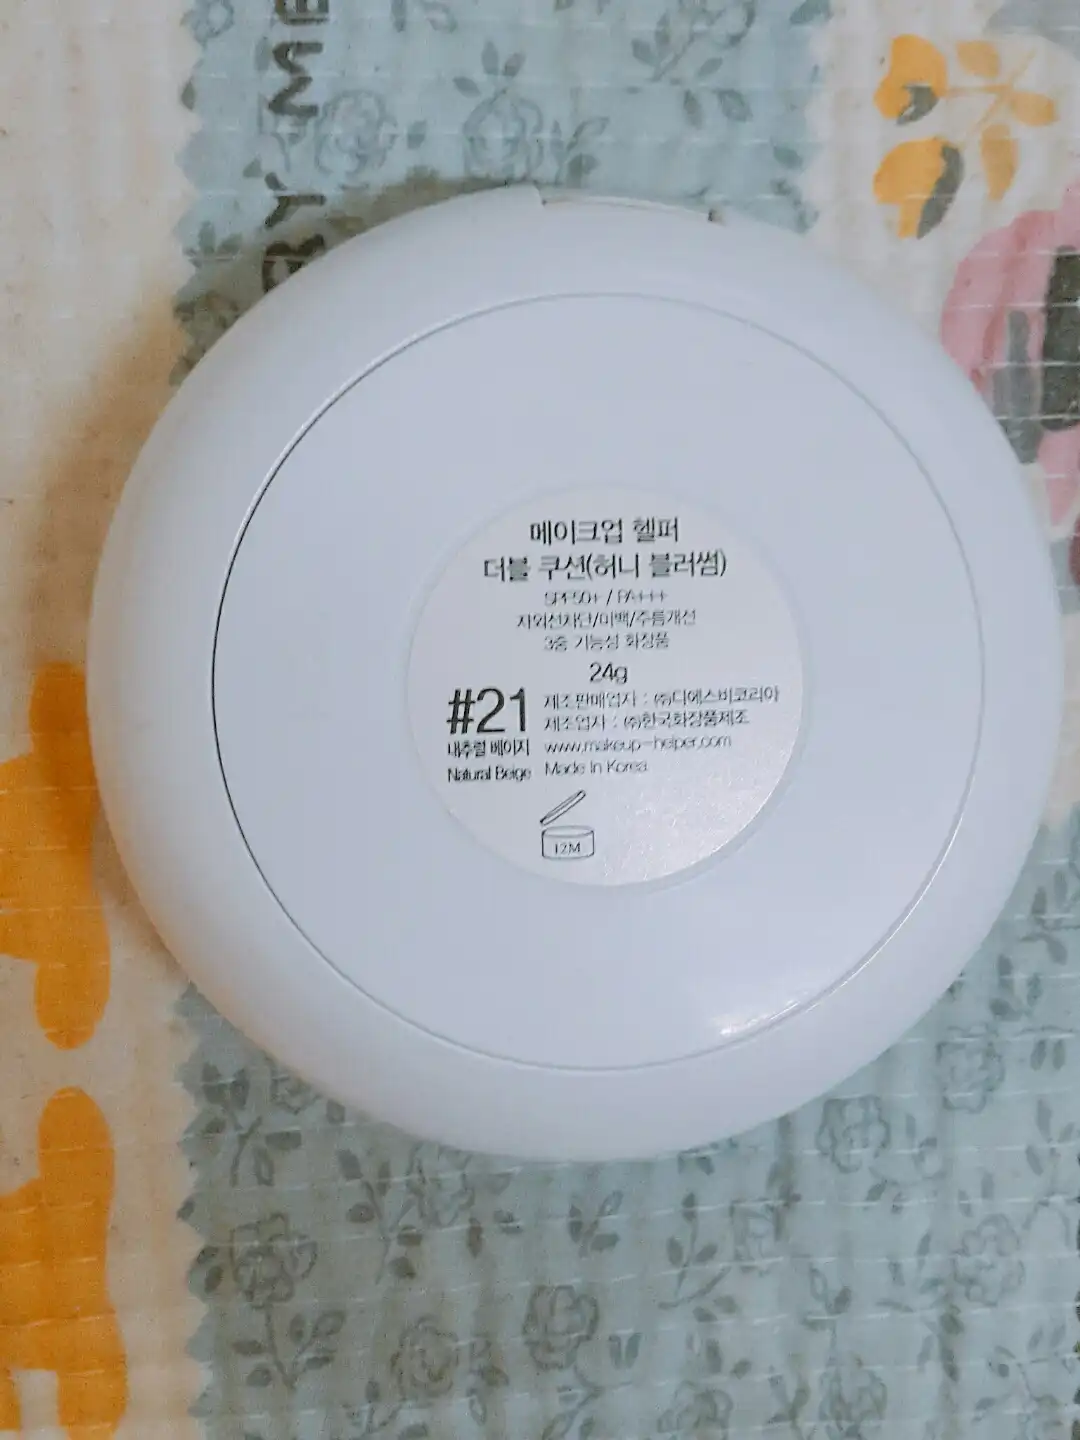 BY ME
메이크업 헬퍼
더블 쿠션(허니 블러썸)
SPF50+ / PA+++
자외선차단/미백/주름개선
3중 기능성 화장품
24g
#21
내추럴 베이지
Natural Beige
제조판매업자 : ㈜디에스비코리아
제조업자 : ㈜한국화장품제조
www.makeup-helper.com
Made In Korea
12M